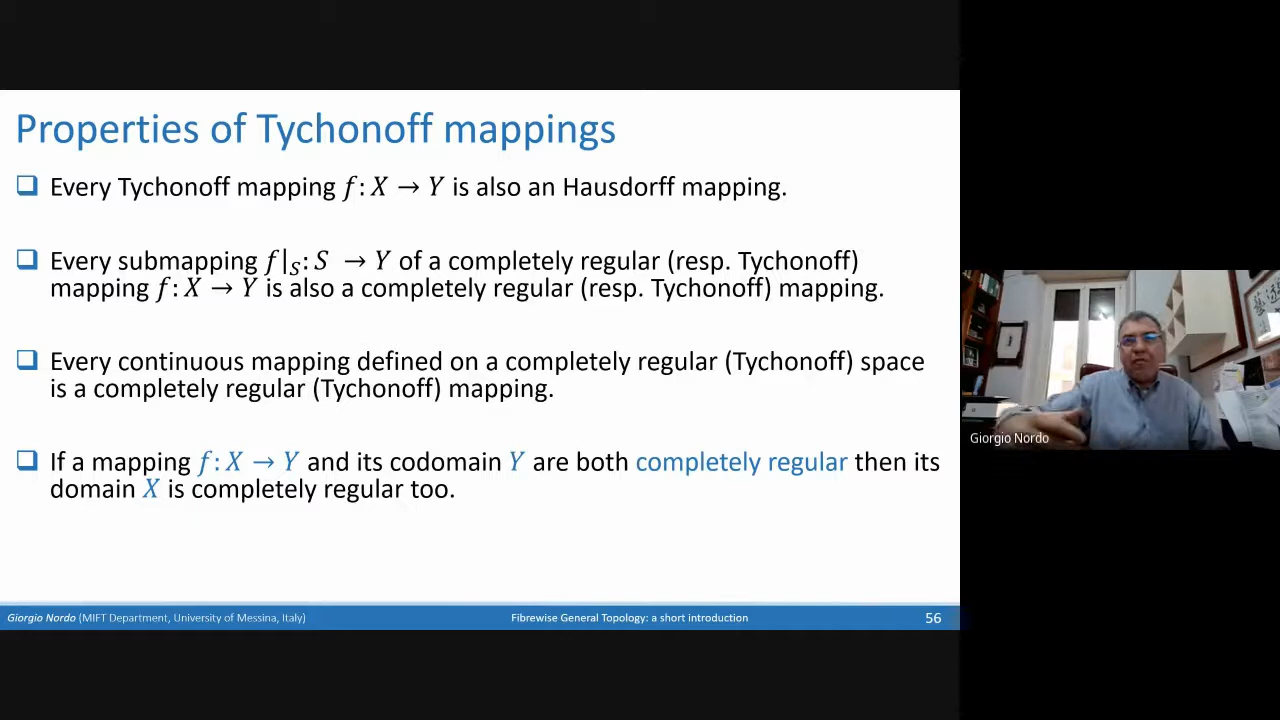 Properties of Tychonoff mappings
❑ Every Tychonoff mapping 𝑓: 𝑋 → 𝑌 is also an Hausdorff mapping.
❑ Every submapping 𝑓|_𝑆: 𝑆 → 𝑌 of a completely regular (resp. Tychonoff)
mapping 𝑓: 𝑋 → 𝑌 is also a completely regular (resp. Tychonoff) mapping.
❑ Every continuous mapping defined on a completely regular (Tychonoff) space
is a completely regular (Tychonoff) mapping.
❑ If a mapping 𝑓: 𝑋 → 𝑌 and its codomain 𝑌 are both completely regular then its
domain 𝑋 is completely regular too.
Giorgio Nordo
Giorgio Nordo (MIFT Department, University of Messina, Italy) Fibrewise General Topology: a short introduction 56